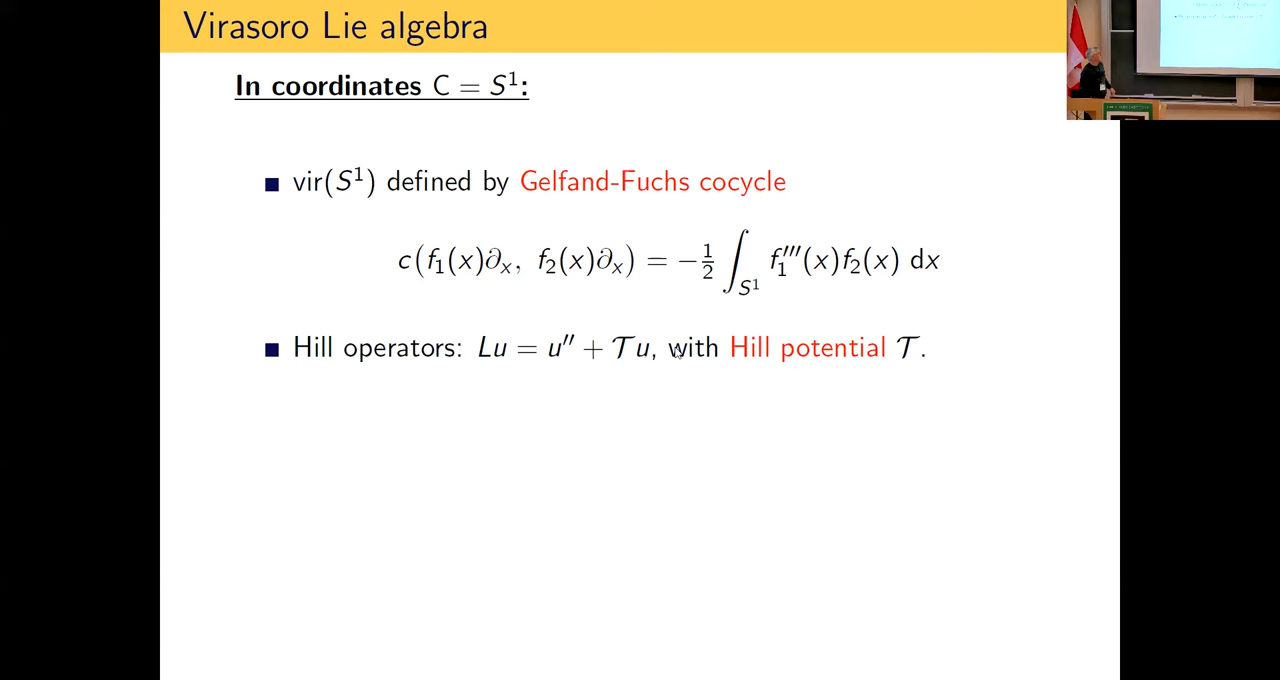 Virasoro Lie algebra
In coordinates C = S¹:
vir(S¹) defined by Gelfand-Fuchs cocycle
c(f₁(x)∂ₓ, f₂(x)∂ₓ) = −½ ∫_{S¹} f₁‴(x)f₂(x) dx
Hill operators: Lu = u″ + 𝒯u, with Hill potential 𝒯.